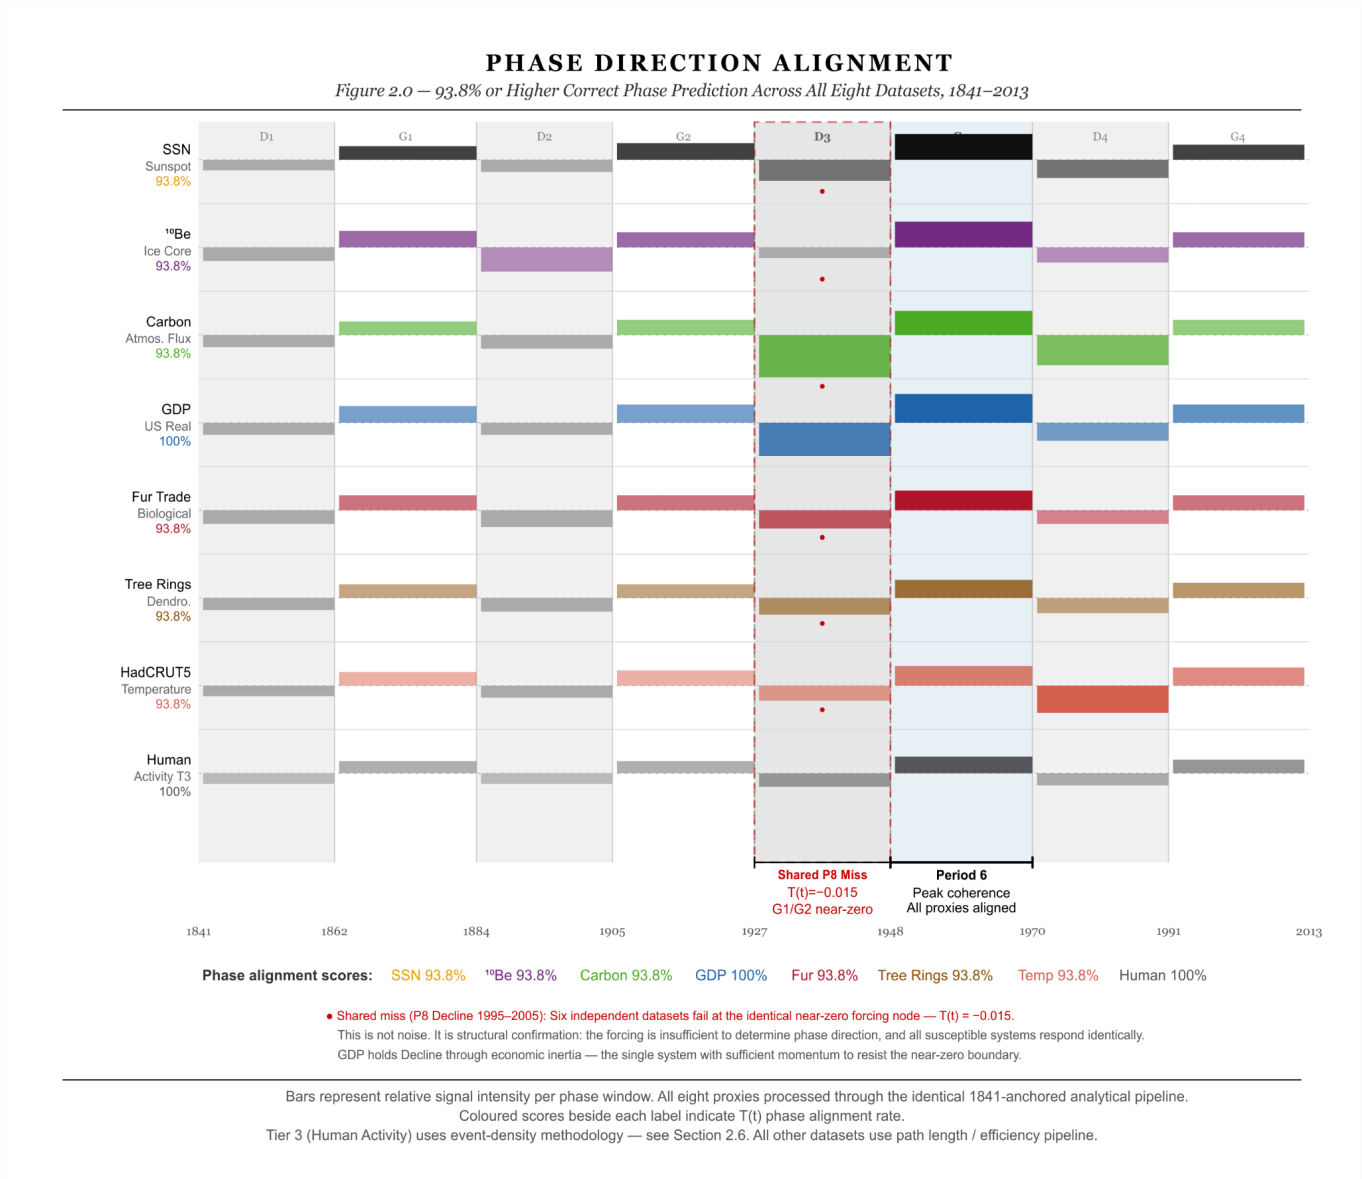 PHASE DIRECTION ALIGNMENT
Figure 2.0 — 93.8% or Higher Correct Phase Prediction Across All Eight Datasets, 1841–2013
D1 G1 D2 G2 D3 D4 G4
SSN
Sunspot
93.8%
¹⁰Be
Ice Core
93.8%
Carbon
Atmos. Flux
93.8%
GDP
US Real
100%
Fur Trade
Biological
93.8%
Tree Rings
Dendro.
93.8%
HadCRUT5
Temperature
93.8%
Human
Activity T3
100%
Shared P8 Miss
T(t)=−0.015
G1/G2 near-zero
Period 6
Peak coherence
All proxies aligned
1841 1862 1884 1905 1927 1948 1970 1991 2013
Phase alignment scores: SSN 93.8% ¹⁰Be 93.8% Carbon 93.8% GDP 100% Fur 93.8% Tree Rings 93.8% Temp 93.8% Human 100%
● Shared miss (P8 Decline 1995–2005): Six independent datasets fail at the identical near-zero forcing node — T(t) = −0.015.
This is not noise. It is structural confirmation: the forcing is insufficient to determine phase direction, and all susceptible systems respond identically.
GDP holds Decline through economic inertia — the single system with sufficient momentum to resist the near-zero boundary.
Bars represent relative signal intensity per phase window. All eight proxies processed through the identical 1841-anchored analytical pipeline.
Coloured scores beside each label indicate T(t) phase alignment rate.
Tier 3 (Human Activity) uses event-density methodology — see Section 2.6. All other datasets use path length / efficiency pipeline.